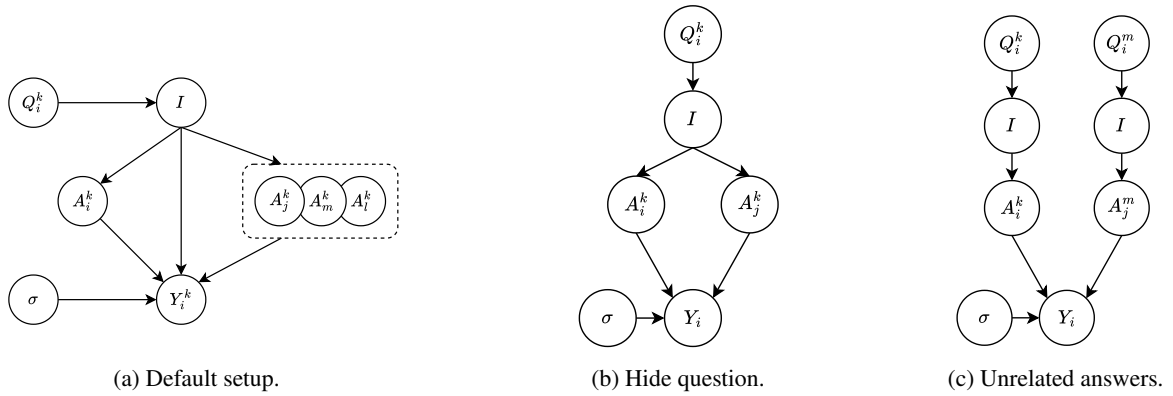 Q_i^k
I
A_i^k
A_j^k A_m^k A_l^k
σ
Y_i^k
(a) Default setup.
Q_i^k
I
A_i^k
A_j^k
σ
Y_i
(b) Hide question.
Q_i^k
Q_i^m
I
I
A_i^k
A_j^m
σ
Y_i
(c) Unrelated answers.